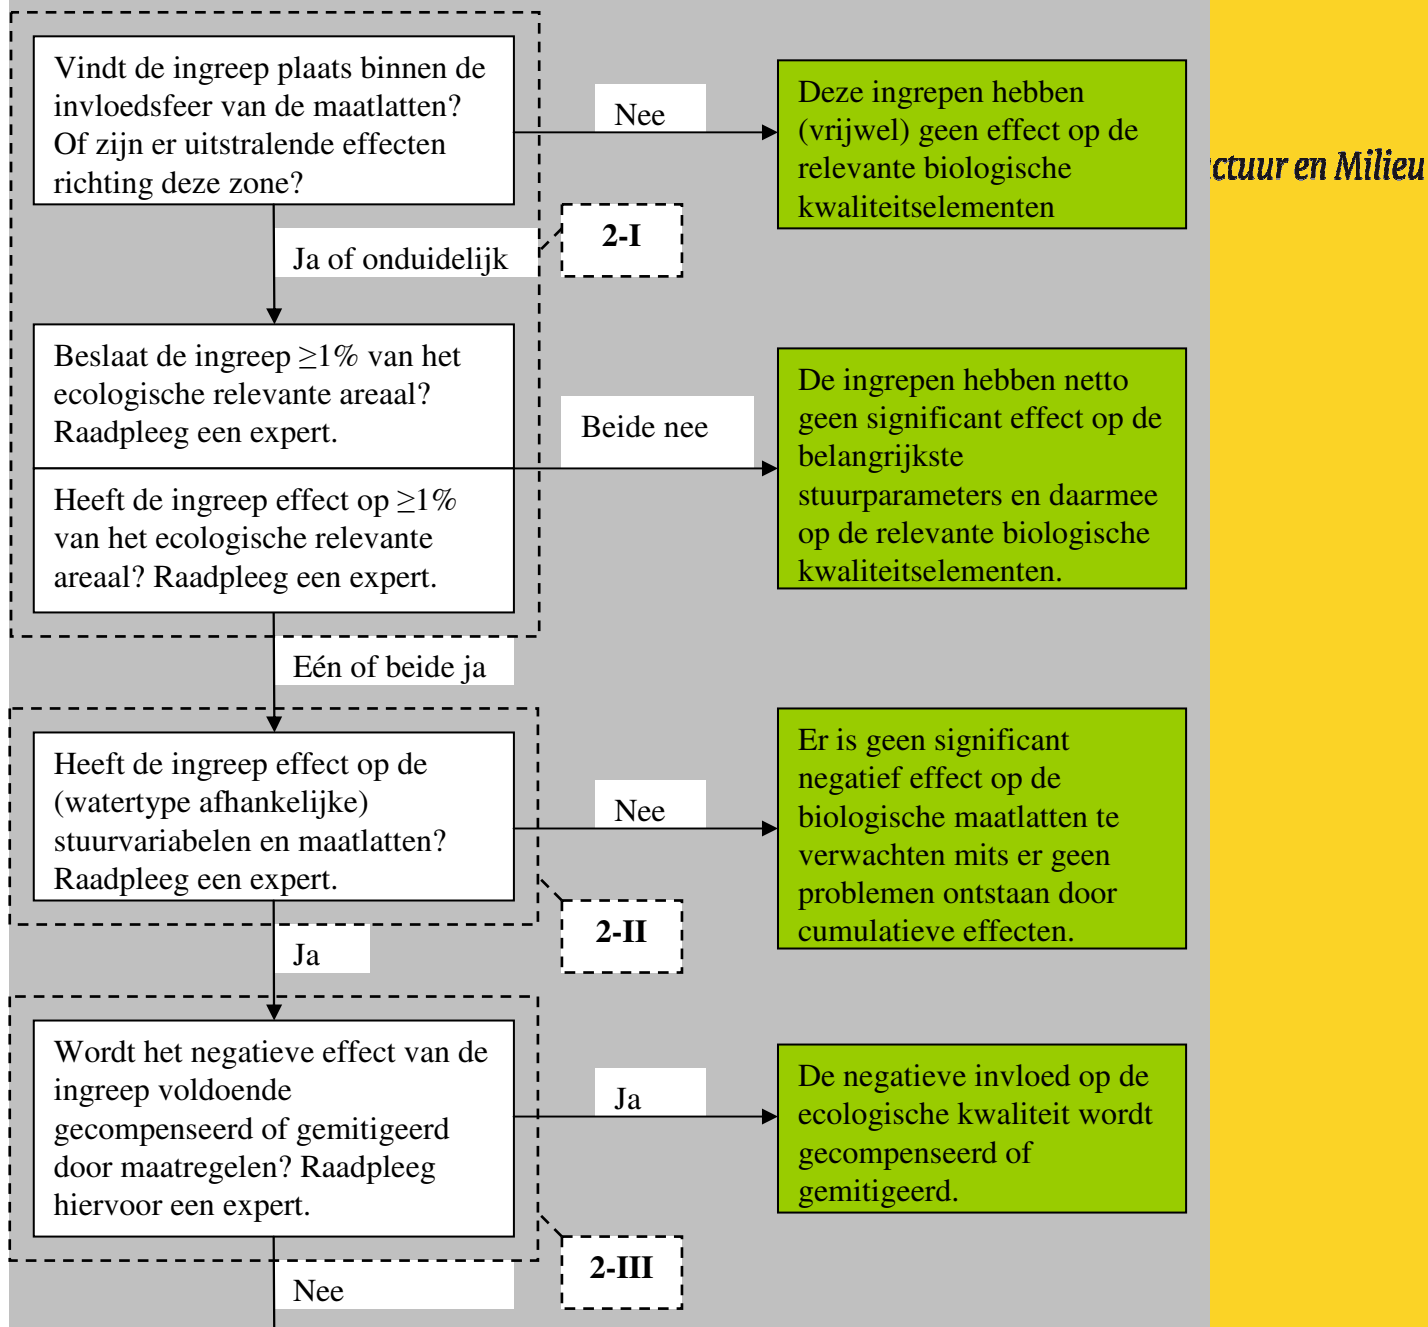 Vindt de ingreep plaats binnen de
invloedsfeer van de maatlatten?
Of zijn er uitstralende effecten
richting deze zone?
Nee
Deze ingrepen hebben
(vrijwel) geen effect op de
relevante biologische
kwaliteitselementen
ctuur en Milieu
Ja of onduidelijk
2-I
Beslaat de ingreep ≥1% van het
ecologische relevante areaal?
Raadpleeg een expert.
Heeft de ingreep effect op ≥1%
van het ecologische relevante
areaal? Raadpleeg een expert.
Beide nee
De ingrepen hebben netto
geen significant effect op de
belangrijkste
stuurparameters en daarmee
op de relevante biologische
kwaliteitselementen.
Eén of beide ja
Heeft de ingreep effect op de
(watertype afhankelijke)
stuurvariabelen en maatlatten?
Raadpleeg een expert.
Nee
Er is geen significant
negatief effect op de
biologische maatlatten te
verwachten mits er geen
problemen ontstaan door
cumulatieve effecten.
2-II
Ja
Wordt het negatieve effect van de
ingreep voldoende
gecompenseerd of gemitigeerd
door maatregelen? Raadpleeg
hiervoor een expert.
Ja
De negatieve invloed op de
ecologische kwaliteit wordt
gecompenseerd of
gemitigeerd.
2-III
Nee